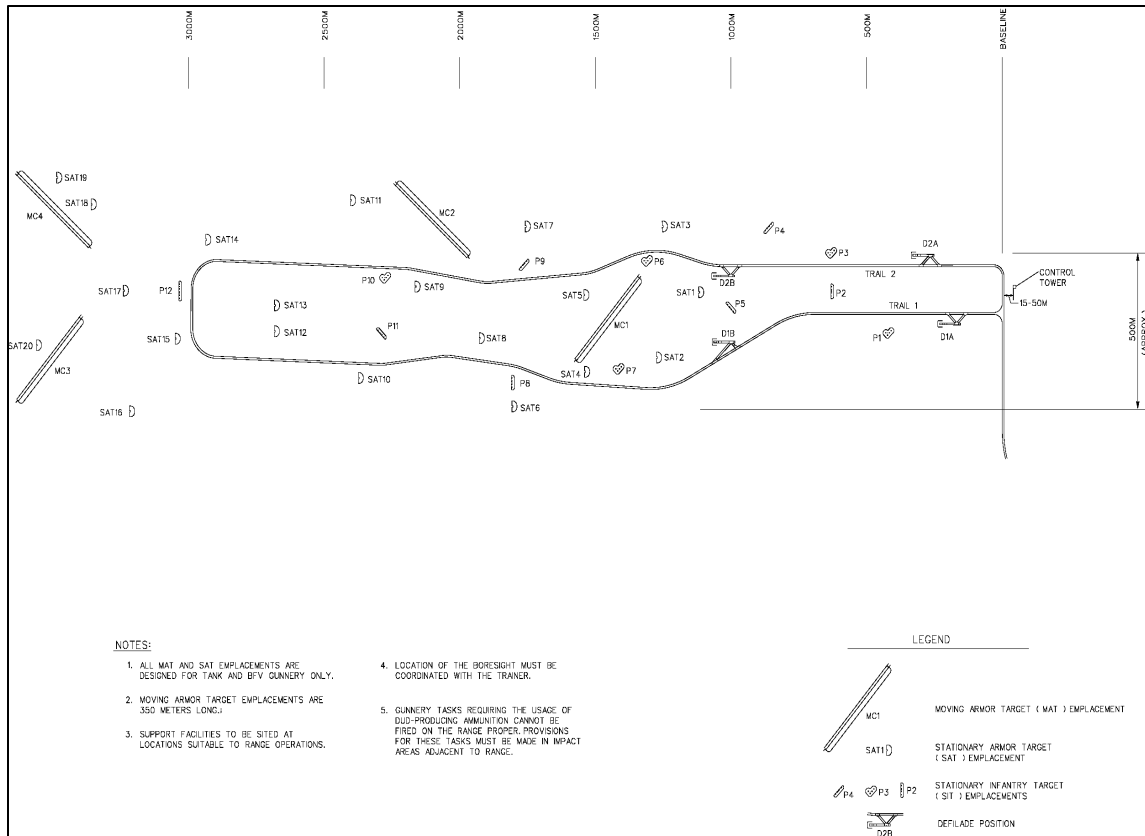 3000M
2500M
2000M
1500M
1000M
500M
BASELINE
SAT19
SAT18
MC4
SAT11
MC2
SAT7
SAT3
P4
SAT14
P9
P6
P3
D2A
TRAIL 2
CONTROL
TOWER
P10
SAT9
D2B
SAT17
P12
SAT5
SAT1
P2
15-50M
SAT13
P5
TRAIL 1
SAT12
P11
MC1
P1
D1A
500M
(APPROX.)
SAT20
SAT15
SAT8
D1B
MC3
SAT2
SAT10
SAT4
P7
P8
SAT16
SAT6
NOTES:
1. ALL MAT AND SAT EMPLACEMENTS ARE
DESIGNED FOR TANK AND BFV GUNNERY ONLY.
2. MOVING ARMOR TARGET EMPLACEMENTS ARE
350 METERS LONG.;
3. SUPPORT FACILITIES TO BE SITED AT
LOCATIONS SUITABLE TO RANGE OPERATIONS.
4. LOCATION OF THE BORESIGHT MUST BE
COORDINATED WITH THE TRAINER.
5. GUNNERY TASKS REQUIRING THE USAGE OF
DUD-PRODUCING AMMUNITION CANNOT BE
FIRED ON THE RANGE PROPER. PROVISIONS
FOR THESE TASKS MUST BE MADE IN IMPACT
AREAS ADJACENT TO RANGE.
LEGEND
MC1 MOVING ARMOR TARGET ( MAT ) EMPLACEMENT
SAT1 STATIONARY ARMOR TARGET
( SAT ) EMPLACEMENT
P4 P3 P2 STATIONARY INFANTRY TARGET
( SIT ) EMPLACEMENTS
D2B DEFILADE POSITION